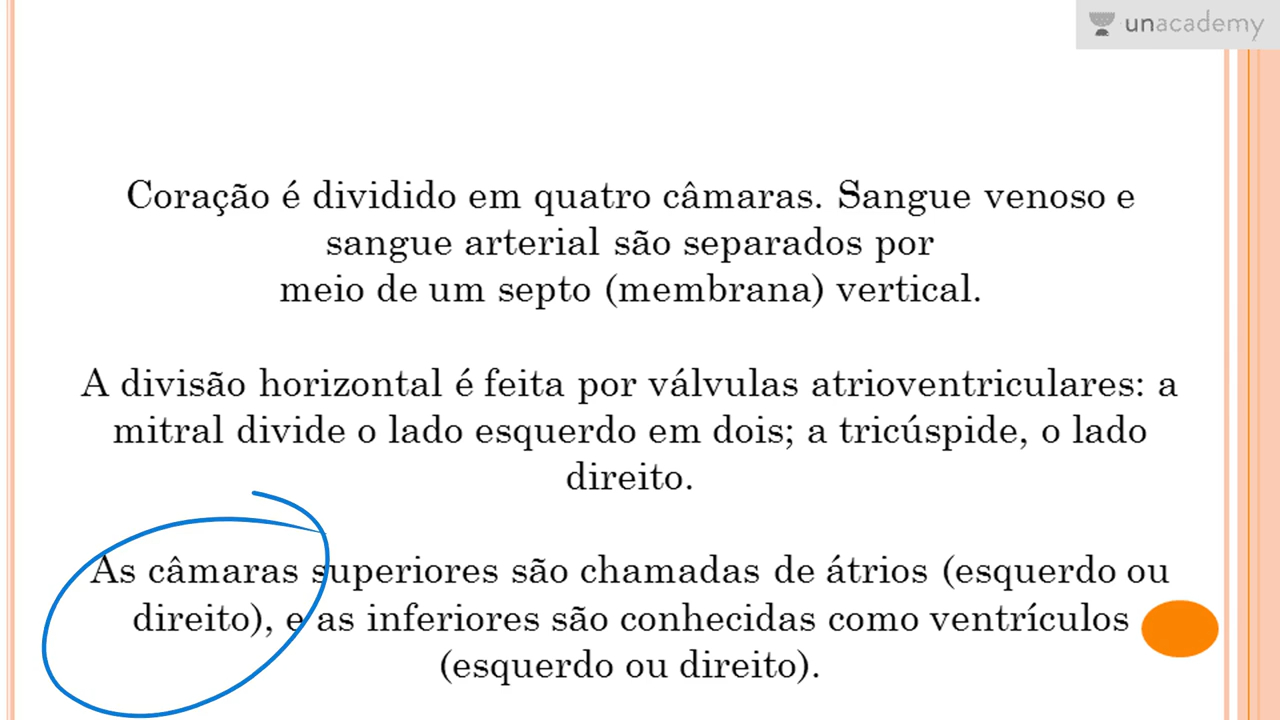 unacademy
Coração é dividido em quatro câmaras. Sangue venoso e
sangue arterial são separados por
meio de um septo (membrana) vertical.
A divisão horizontal é feita por válvulas atrioventriculares: a
mitral divide o lado esquerdo em dois; a tricúspide, o lado
direito.
As câmaras superiores são chamadas de átrios (esquerdo ou
direito), e as inferiores são conhecidas como ventrículos
(esquerdo ou direito).